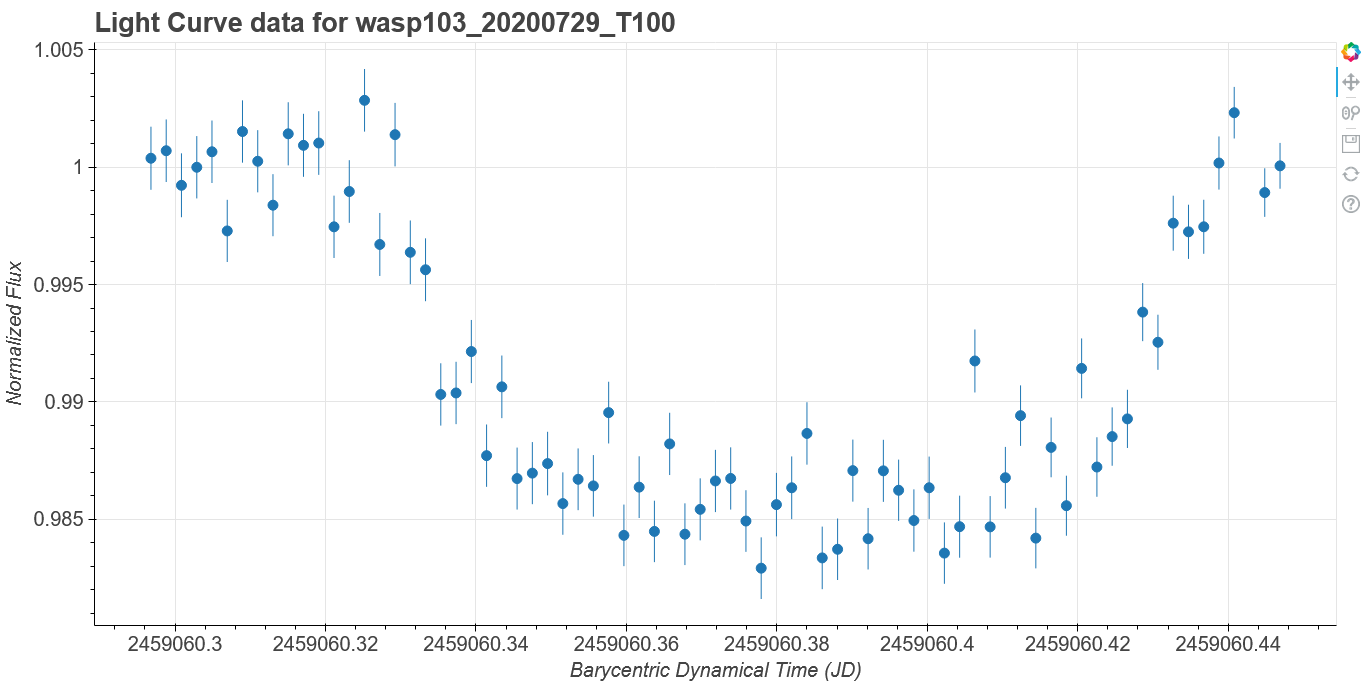 Light Curve data for wasp103_20200729_T100
1.005
1
0.995
0.99
0.985
Normalized Flux
2459060.3 2459060.32 2459060.34 2459060.36 2459060.38 2459060.4 2459060.42 2459060.44
Barycentric Dynamical Time (JD)